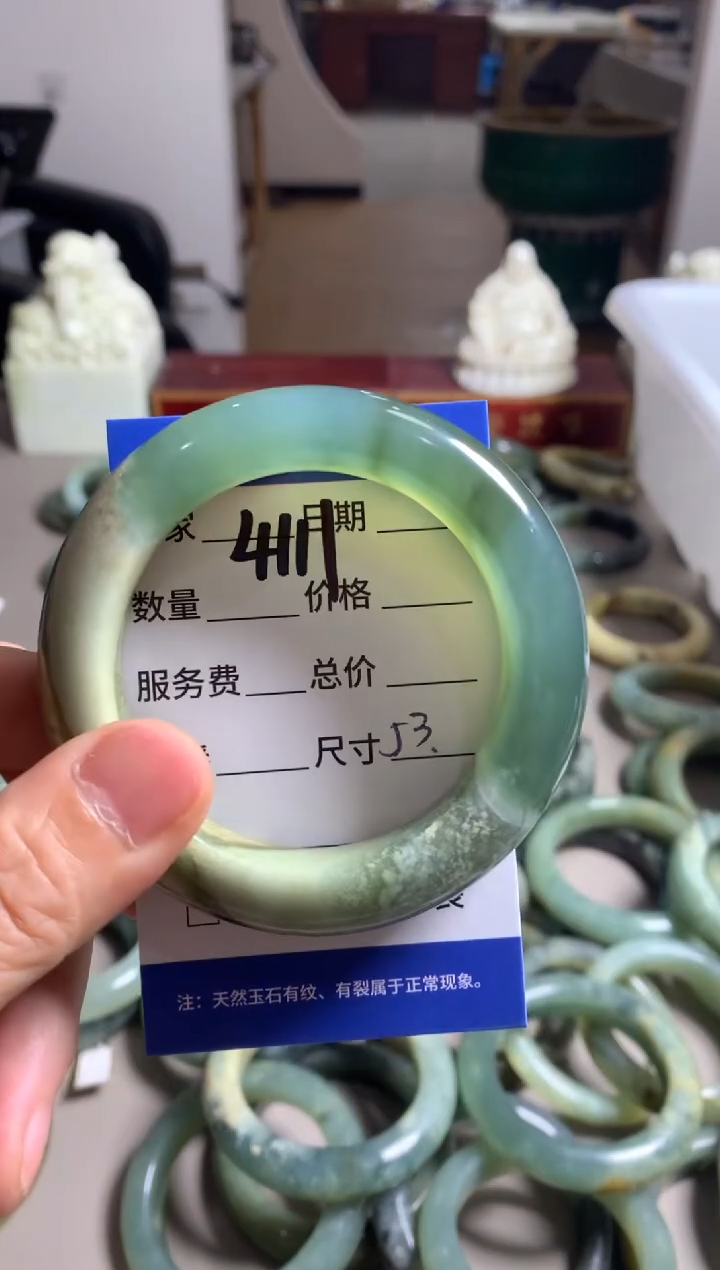 家 411 日期
数量 价格
服务费 总价
尺寸 53.
注：天然玉石有纹、有裂属于正常现象。